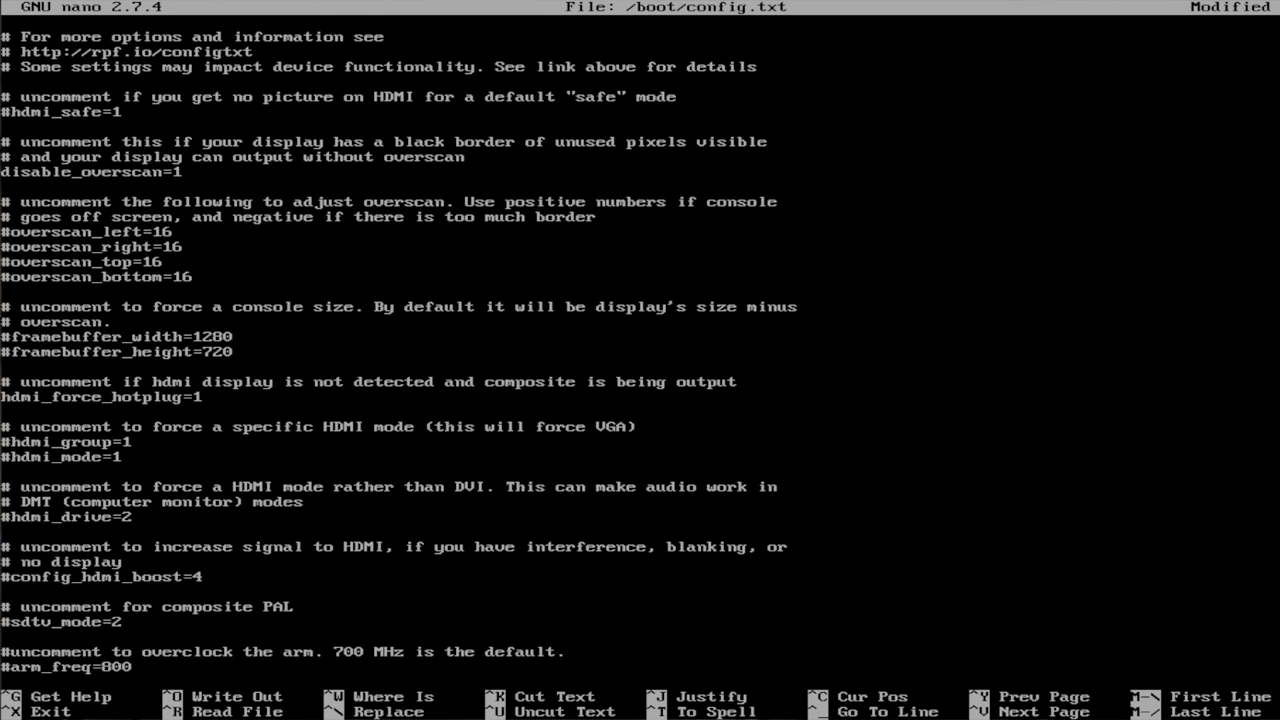 GNU nano 2.7.4 File: /boot/config.txt Modified
# For more options and information see
# http://rpf.io/configtxt
# Some settings may impact device functionality. See link above for details
# uncomment if you get no picture on HDMI for a default "safe" mode
#hdmi_safe=1
# uncomment this if your display has a black border of unused pixels visible
# and your display can output without overscan
disable_overscan=1
# uncomment the following to adjust overscan. Use positive numbers if console
# goes off screen, and negative if there is too much border
#overscan_left=16
#overscan_right=16
#overscan_top=16
#overscan_bottom=16
# uncomment to force a console size. By default it will be display's size minus
# overscan.
#framebuffer_width=1280
#framebuffer_height=720
# uncomment if hdmi display is not detected and composite is being output
hdmi_force_hotplug=1
# uncomment to force a specific HDMI mode (this will force VGA)
#hdmi_group=1
#hdmi_mode=1
# uncomment to force a HDMI mode rather than DVI. This can make audio work in
# DMT (computer monitor) modes
#hdmi_drive=2
# uncomment to increase signal to HDMI, if you have interference, blanking, or
# no display
#config_hdmi_boost=4
# uncomment for composite PAL
#sdtv_mode=2
#uncomment to overclock the arm. 700 MHz is the default.
#arm_freq=800
^G Get Help ^O Write Out ^W Where Is ^K Cut Text ^J Justify ^C Cur Pos ^Y Prev Page M-\ First Line
^X Exit ^R Read File ^\ Replace ^U Uncut Text ^T To Spell ^_ Go To Line ^V Next Page M-/ Last Line